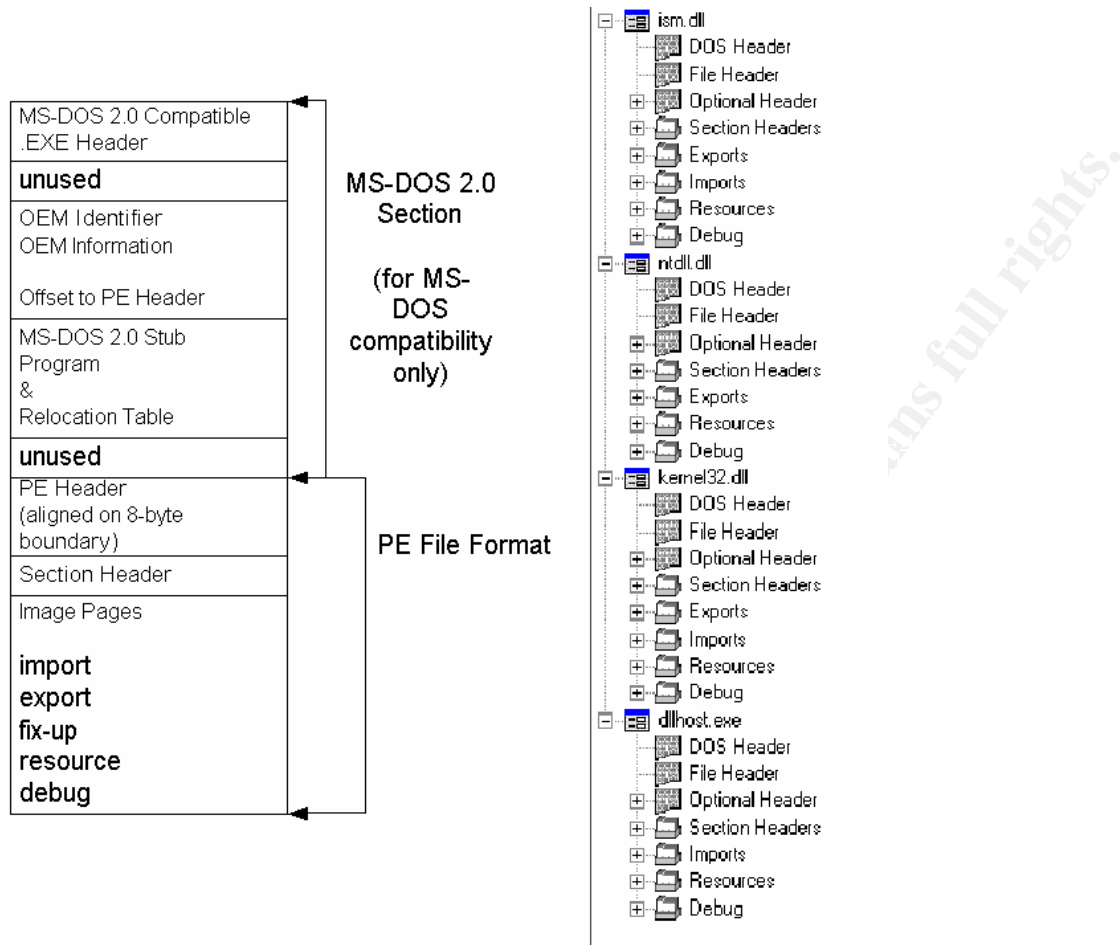 MS-DOS 2.0 Compatible
.EXE Header
unused
OEM Identifier
OEM Information
Offset to PE Header
MS-DOS 2.0 Stub
Program
&
Relocation Table
unused
PE Header
(aligned on 8-byte
boundary)
Section Header
Image Pages
import
export
fix-up
resource
debug
MS-DOS 2.0
Section
(for MS-
DOS
compatibility
only)
PE File Format
ism.dll
DOS Header
File Header
Optional Header
Section Headers
Exports
Imports
Resources
Debug
ntdll.dll
DOS Header
File Header
Optional Header
Section Headers
Exports
Resources
Debug
kernel32.dll
DOS Header
File Header
Optional Header
Section Headers
Exports
Imports
Resources
Debug
dllhost.exe
DOS Header
File Header
Optional Header
Section Headers
Imports
Resources
Debug
ns full rights.